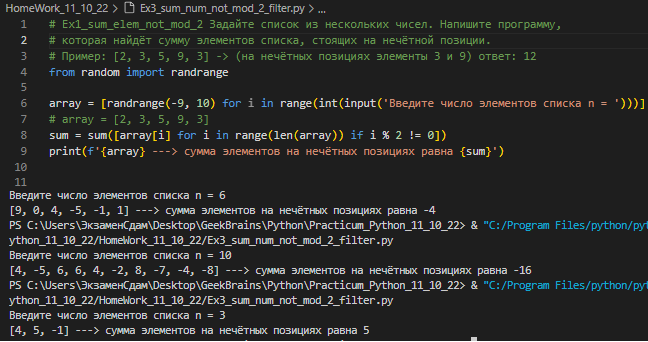 HomeWork_11_10_22 > Ex3_sum_num_not_mod_2_filter.py > ...
1 # Ex1_sum_elem_not_mod_2 Задайте список из нескольких чисел. Напишите программу,
2 # которая найдёт сумму элементов списка, стоящих на нечётной позиции.
3 # Пример: [2, 3, 5, 9, 3] -> (на нечётных позициях элементы 3 и 9) ответ: 12
4 from random import randrange
5
6 array = [randrange(-9, 10) for i in range(int(input('Введите число элементов списка n = ')))]
7 # array = [2, 3, 5, 9, 3]
8 sum = sum([array[i] for i in range(len(array)) if i % 2 != 0])
9 print(f'{array} ---> сумма элементов на нечётных позициях равна {sum}')
10
11
Введите число элементов списка n = 6
[9, 0, 4, -5, -1, 1] ---> сумма элементов на нечётных позициях равна -4
PS C:\Users\ЭкзаменСдам\Desktop\GeekBrains\Python\Practicum_Python_11_10_22> & "C:/Program Files/python/pyt
ython_11_10_22/HomeWork_11_10_22/Ex3_sum_num_not_mod_2_filter.py
Введите число элементов списка n = 10
[4, -5, 6, 6, 4, -2, 8, -7, -4, -8] ---> сумма элементов на нечётных позициях равна -16
PS C:\Users\ЭкзаменСдам\Desktop\GeekBrains\Python\Practicum_Python_11_10_22> & "C:/Program Files/python/pyt
ython_11_10_22/HomeWork_11_10_22/Ex3_sum_num_not_mod_2_filter.py
Введите число элементов списка n = 3
[4, 5, -1] ---> сумма элементов на нечётных позициях равна 5